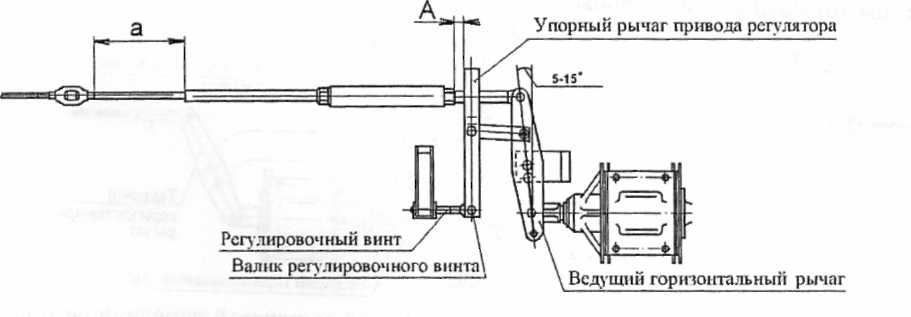 а
А
Упорный рычаг привода регулятора
5-15°
Регулировочный винт
Валик регулировочного винта
Ведущий горизонтальный рычаг